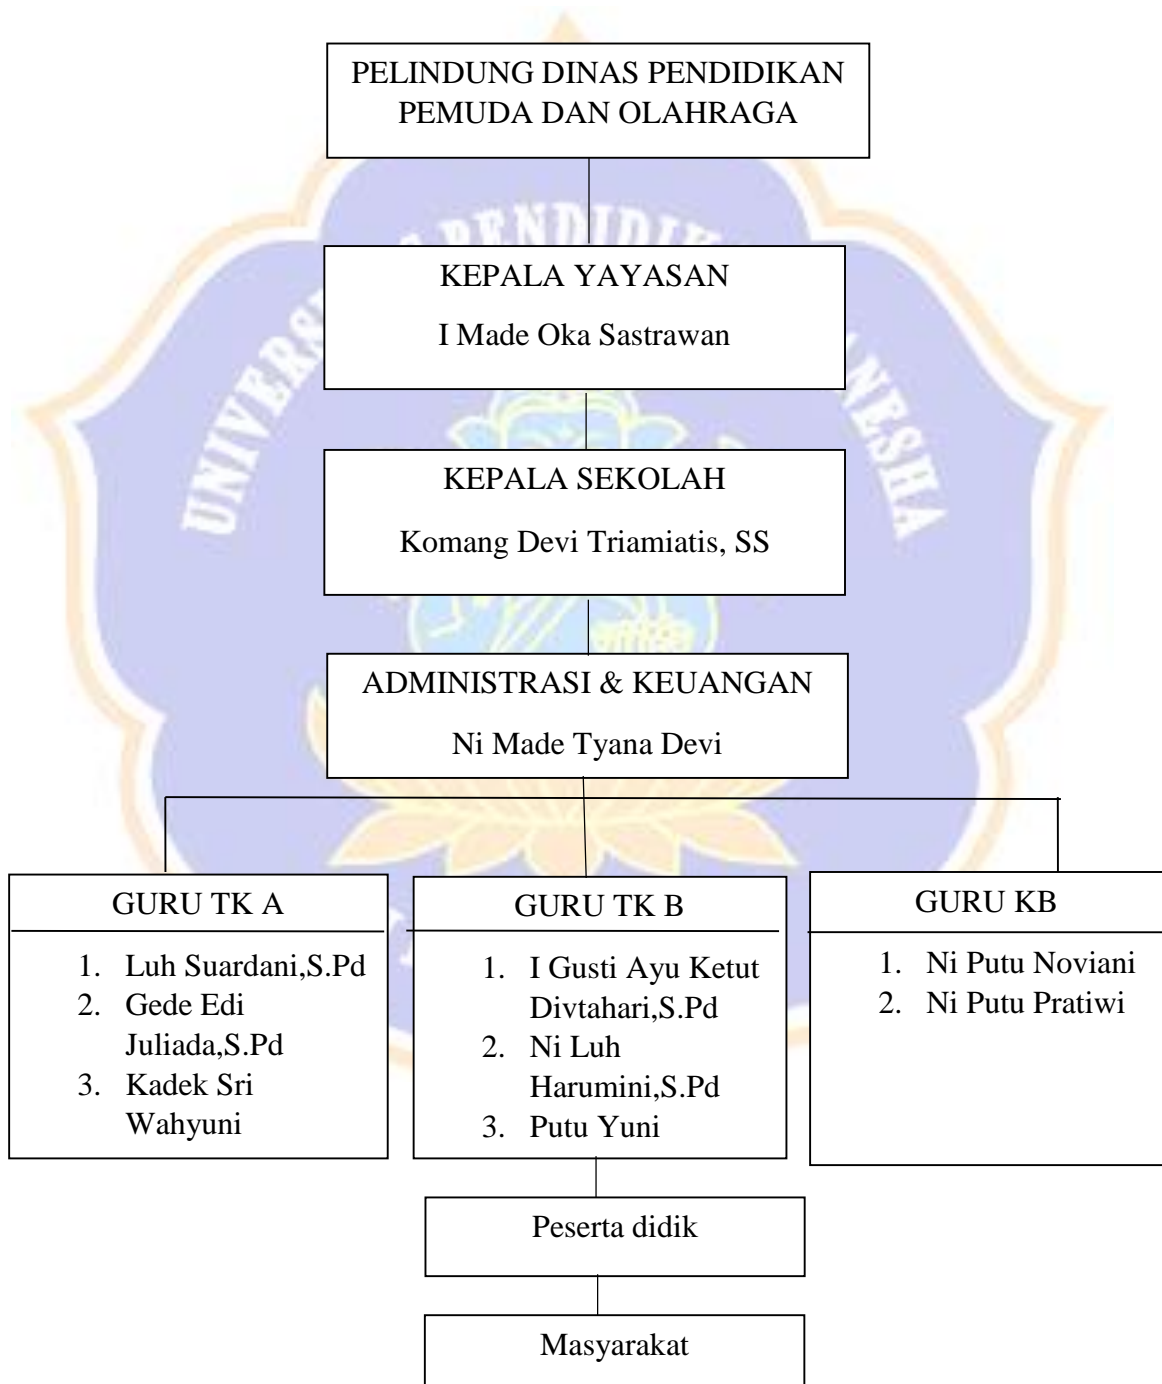 PELINDUNG DINAS PENDIDIKAN
PEMUDA DAN OLAHRAGA
KEPALA YAYASAN
I Made Oka Sastrawan
KEPALA SEKOLAH
Komang Devi Triamiatis, SS
ADMINISTRASI & KEUANGAN
Ni Made Tyana Devi
GURU TK A
1. Luh Suardani,S.Pd
2. Gede Edi
Juliada,S.Pd
3. Kadek Sri
Wahyuni
GURU TK B
1. I Gusti Ayu Ketut
Divtahari,S.Pd
2. Ni Luh
Harumini,S.Pd
3. Putu Yuni
GURU KB
1. Ni Putu Noviani
2. Ni Putu Pratiwi
Peserta didik
Masyarakat